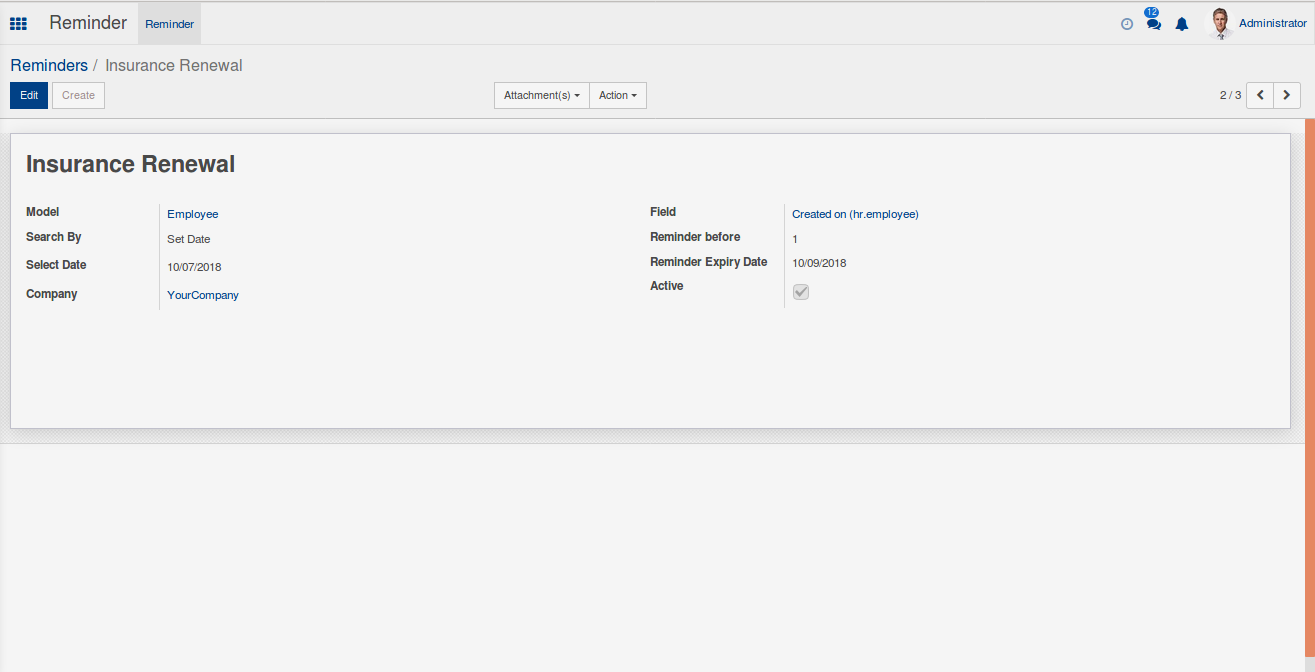 Reminder Reminder 12 Administrator
Reminders / Insurance Renewal
Edit Create Attachment(s) Action 2 / 3
Insurance Renewal
Model Employee Field Created on (hr.employee)
Search By Set Date Reminder before 1
Select Date 10/07/2018 Reminder Expiry Date 10/09/2018
Company YourCompany Active